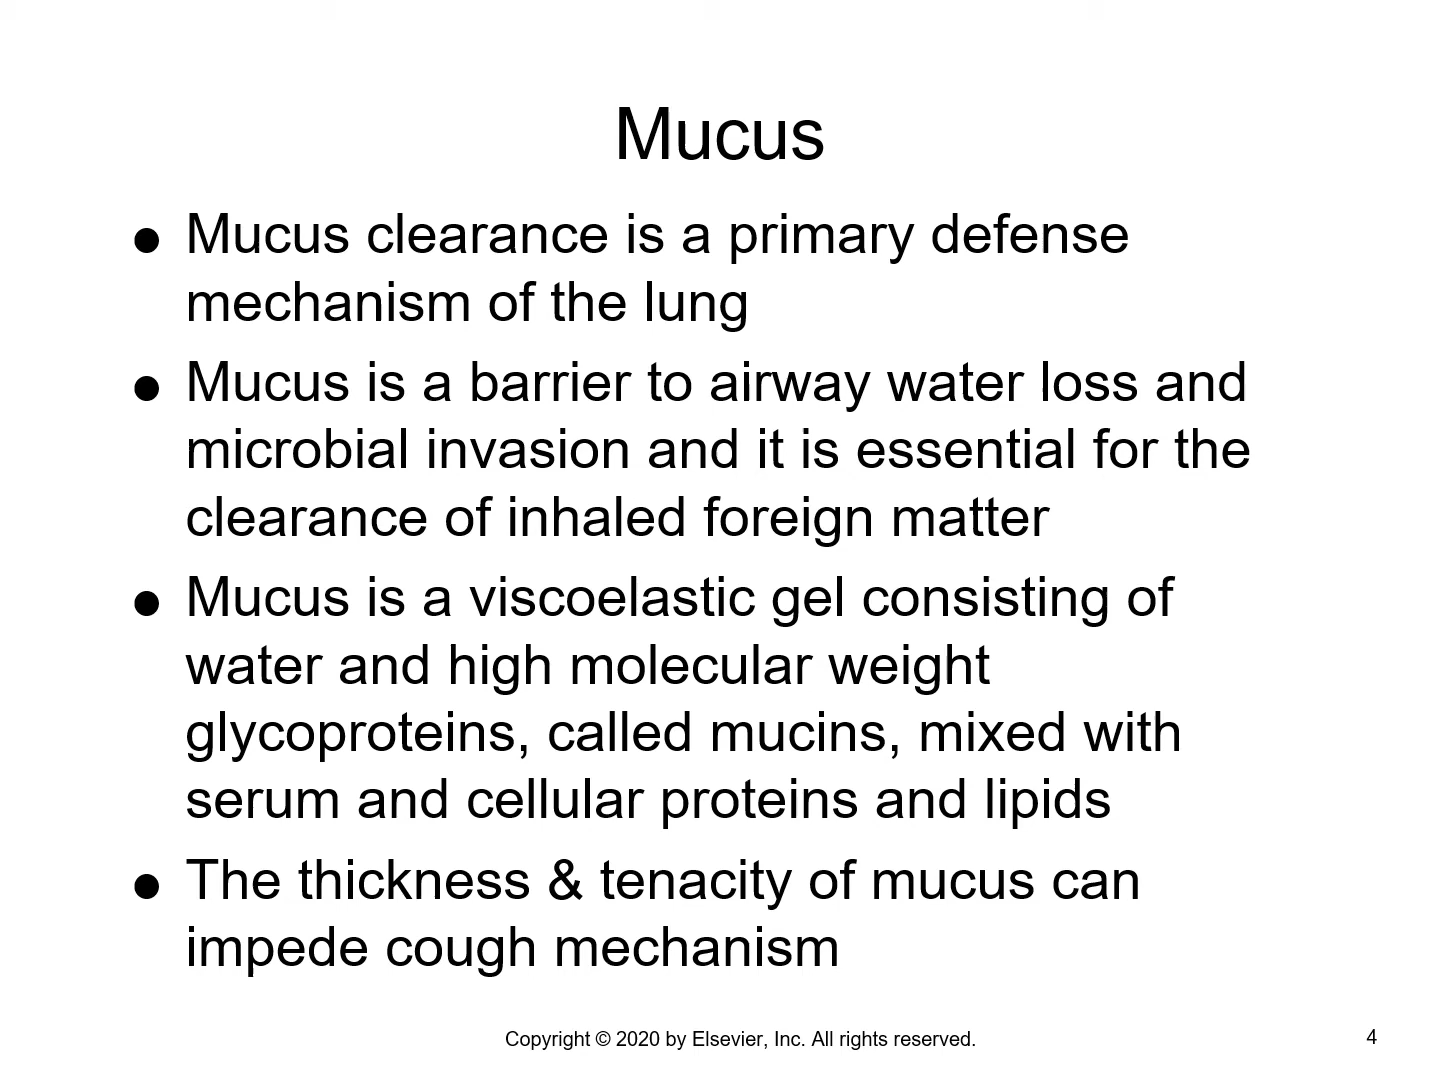 Mucus
● Mucus clearance is a primary defense
mechanism of the lung
● Mucus is a barrier to airway water loss and
microbial invasion and it is essential for the
clearance of inhaled foreign matter
● Mucus is a viscoelastic gel consisting of
water and high molecular weight
glycoproteins, called mucins, mixed with
serum and cellular proteins and lipids
● The thickness & tenacity of mucus can
impede cough mechanism
Copyright © 2020 by Elsevier, Inc. All rights reserved.
4